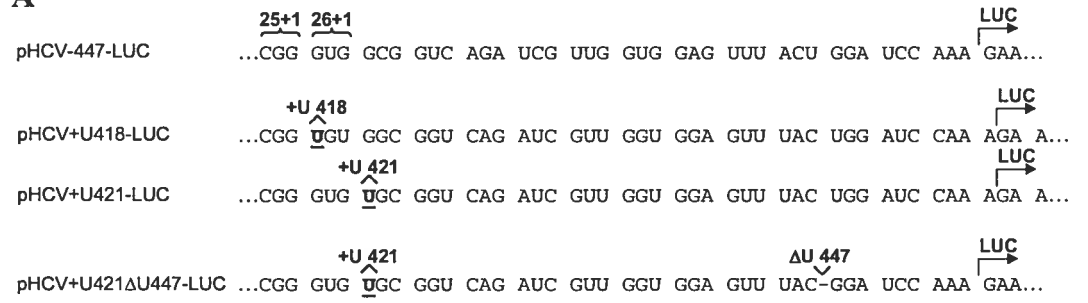 A
25+1 26+1 LUC
pHCV-447-LUC ...CGG GUG GCG GUC AGA UCG UUG GUG GAG UUU ACU GGA UCC AAA GAA...
+U 418 LUC
pHCV+U418-LUC ...CGG UGU GGC GGU CAG AUC GUU GGU GGA GUU UAC UGG AUC CAA AGA A...
+U 421 LUC
pHCV+U421-LUC ...CGG GUG UGC GGU CAG AUC GUU GGU GGA GUU UAC UGG AUC CAA AGA A...
+U 421 ΔU 447 LUC
pHCV+U421ΔU447-LUC ...CGG GUG UGC GGU CAG AUC GUU GGU GGA GUU UAC-GGA UCC AAA GAA...